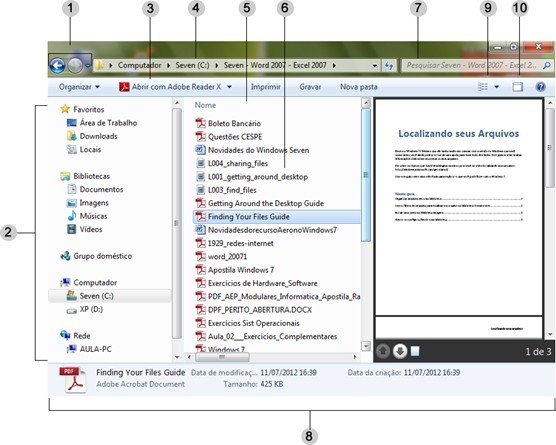 1 3 4 5 6 7 9 10
Computador Seven (C:) Seven - Word 2007 - Excel 2007 Pesquisar Seven - Word 2007 - Excel 2...
Organizar Abrir com Adobe Reader X Imprimir Gravar Nova pasta
Favoritos
Área de Trabalho
Downloads
Locais
Bibliotecas
Documentos
Imagens
Músicas
Vídeos
Grupo doméstico
Computador
Seven (C:)
XP (D:)
Rede
AULA-PC
2
Nome
Boleto Bancário
Questões CESPE
Novidades do Windows Seven
L004_sharing_files
L001_getting_around_desktop
L003_find_files
Getting Around the Desktop Guide
Finding Your Files Guide
NovidadesdorecursoAeronoWindows7
1929_redes-internet
word_20071
Apostila Windows 7
Exercícios de Hardware_Software
PDF_AEP_Modulares_Informatica_Apostila_Ra
DPF_PERITO_ABERTURA.DOCX
Exercícios Sist Operacionais
Aula_02___Exercícios_Complementares
Windows 7
Localizando seus Arquivos
1 de 3
PDF
Finding Your Files Guide Data de modificaç... 11/07/2012 16:39 Data da criação: 11/07/2012 16:39
Adobe Acrobat Document Tamanho: 425 KB
8